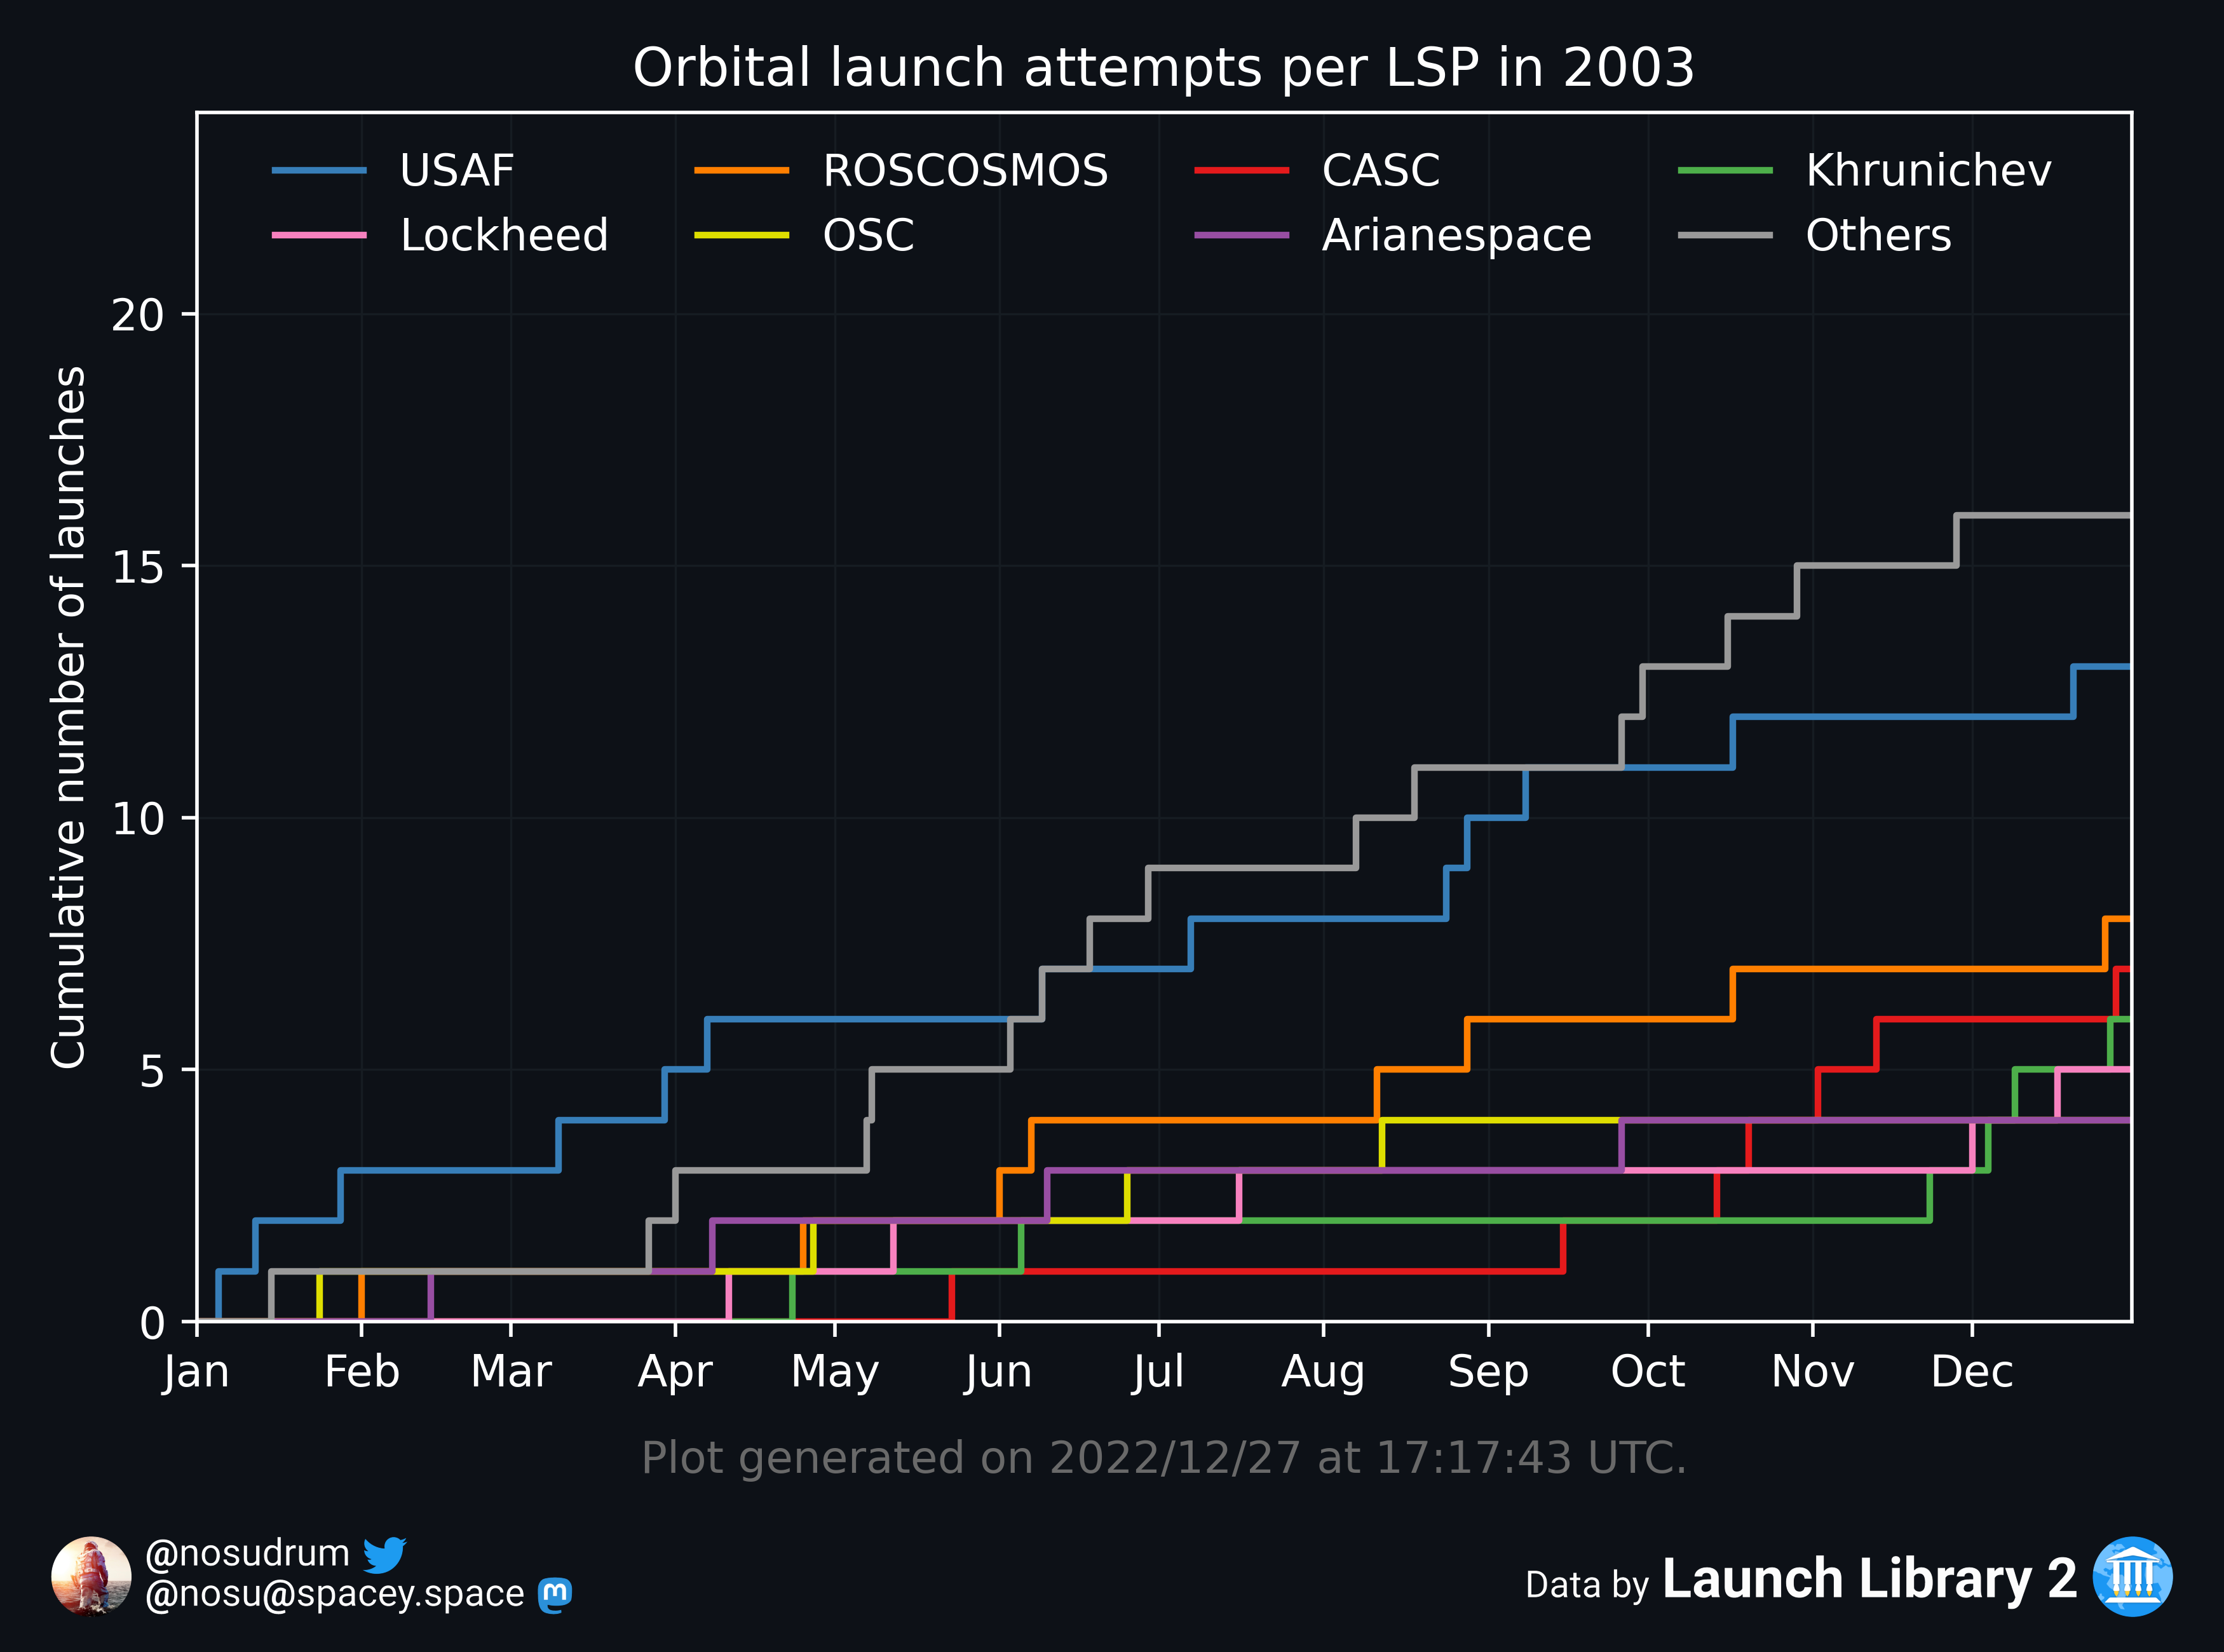 Orbital launch attempts per LSP in 2003
USAF ROSCOSMOS CASC Khrunichev
Lockheed OSC Arianespace Others
Cumulative number of launches
20
15
10
5
0
Jan Feb Mar Apr May Jun Jul Aug Sep Oct Nov Dec
Plot generated on 2022/12/27 at 17:17:43 UTC.
@nosudrum
@nosu@spacey.space
Data by Launch Library 2